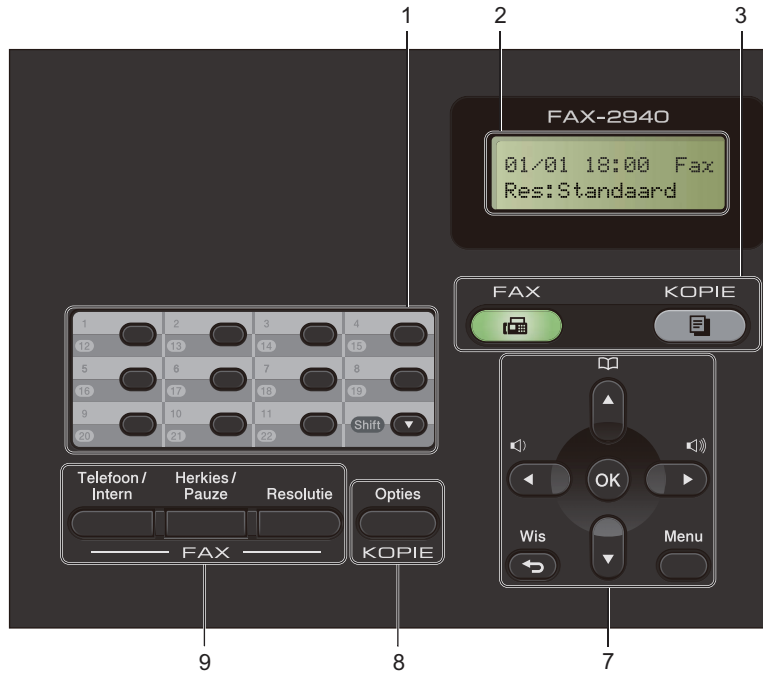 1 2 3
FAX-2940
01/01 18:00 Fax
Res:Standaard
FAX KOPIE
1 2 3 4
12 13 14 15
5 6 7 8
16 17 18 19
9 10 11 Shift
20 21 22
Telefoon/
Intern
Herkies/
Pauze
Resolutie
FAX
Opties
KOPIE
OK
Wis
Menu
9 8 7